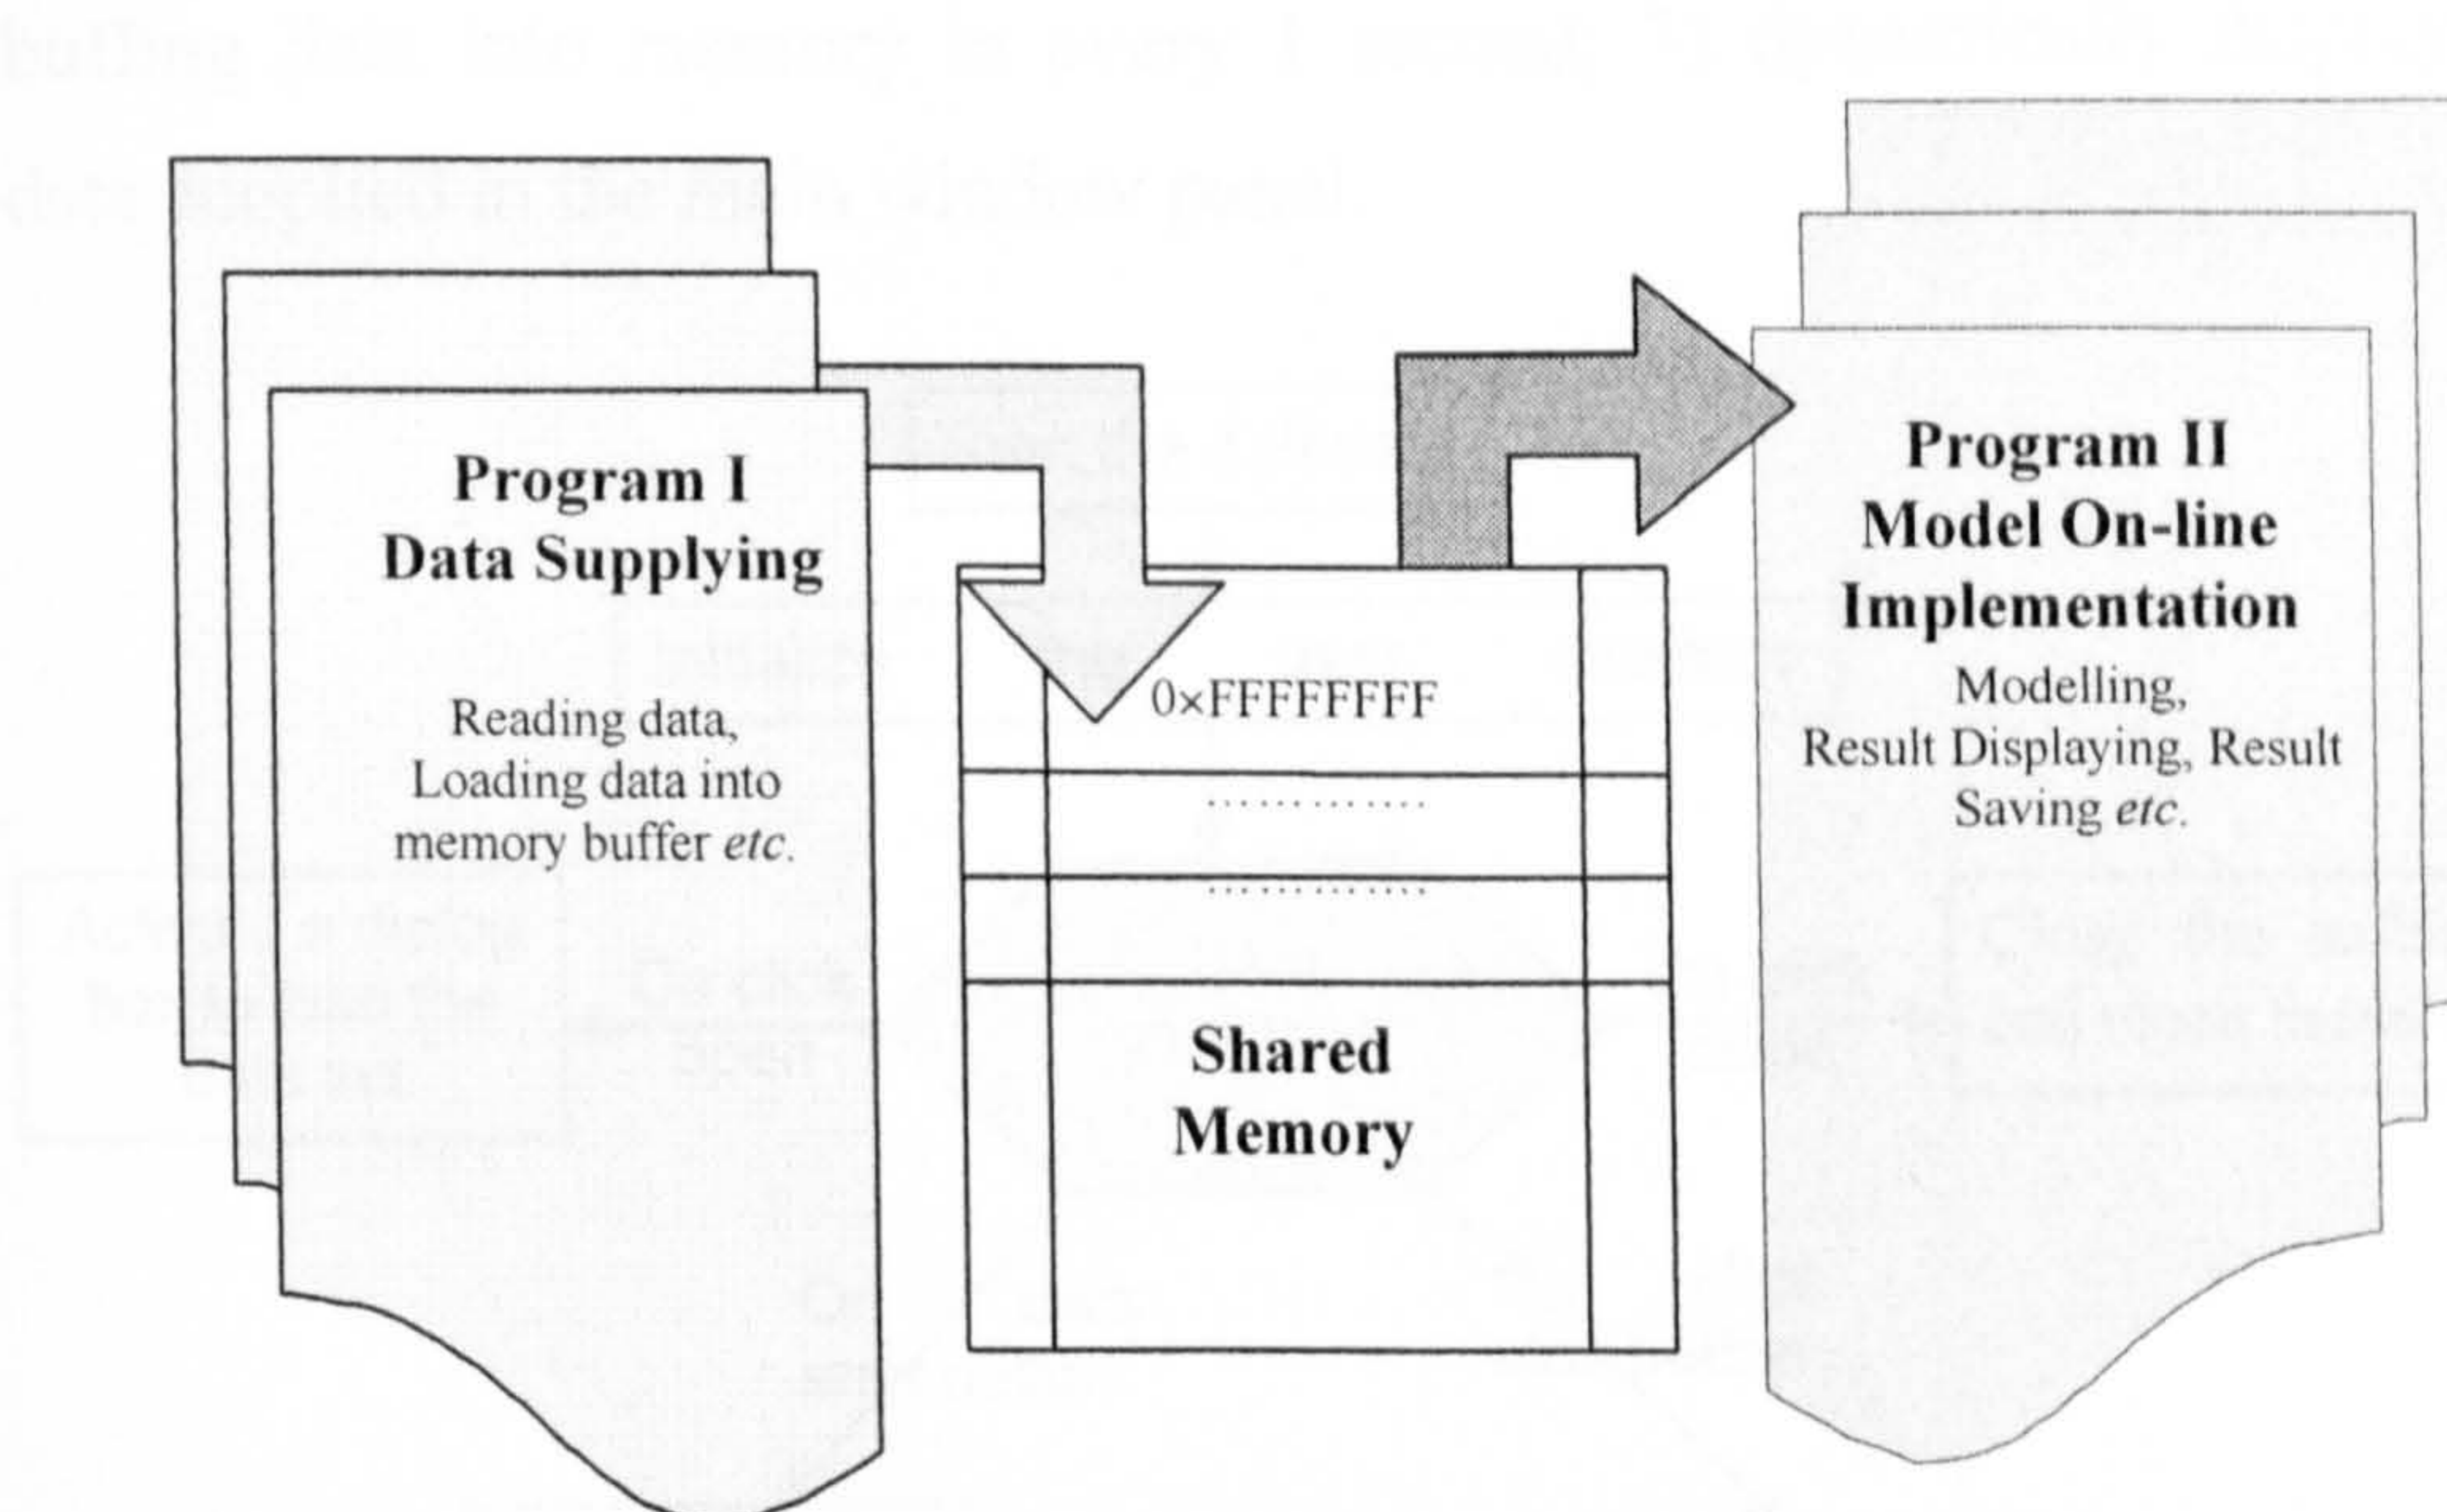 Program I
Data Supplying
Reading data,
Loading data into
memory buffer etc.
0×FFFFFFFF
.............
.............
Shared
Memory
Program II
Model On-line
Implementation
Modelling,
Result Displaying, Result
Saving etc.